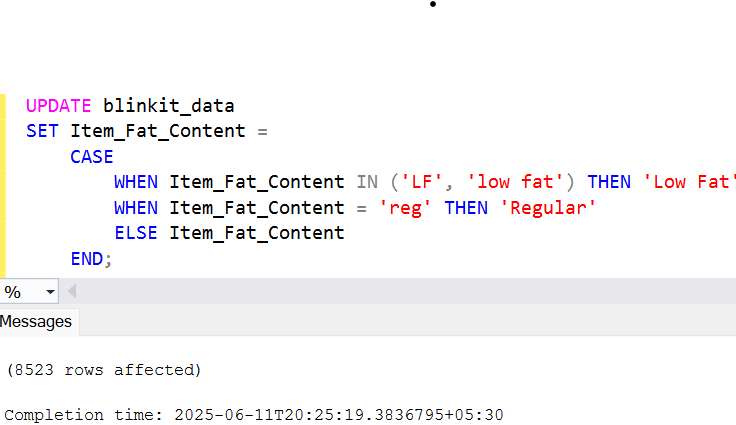 UPDATE blinkit_data
SET Item_Fat_Content =
CASE
WHEN Item_Fat_Content IN ('LF', 'low fat') THEN 'Low Fat'
WHEN Item_Fat_Content = 'reg' THEN 'Regular'
ELSE Item_Fat_Content
END;
%
Messages
(8523 rows affected)
Completion time: 2025-06-11T20:25:19.3836795+05:30